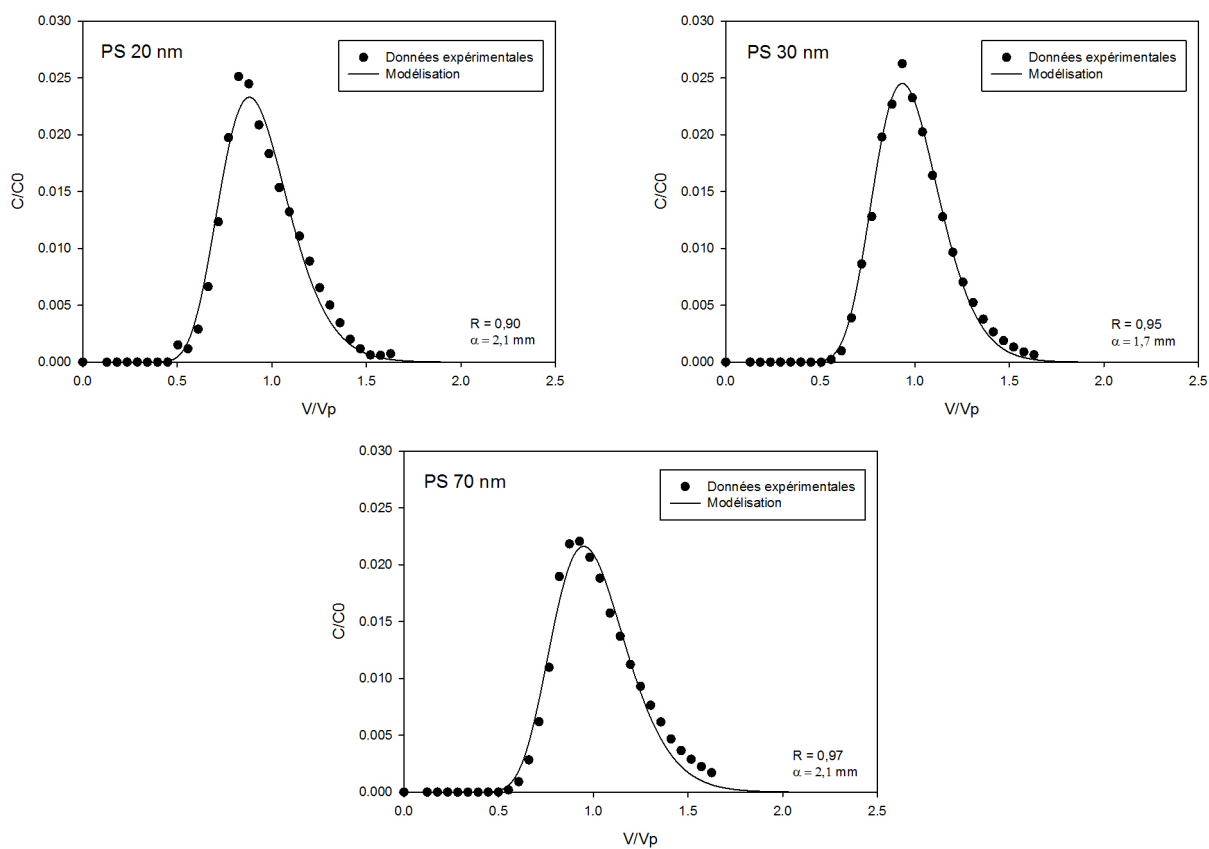 PS 20 nm
Données expérimentales
Modélisation
R = 0,90
α = 2,1 mm
C/C0
0.030
0.025
0.020
0.015
0.010
0.005
0.000
0.0 0.5 1.0 1.5 2.0 2.5
V/Vp
PS 30 nm
Données expérimentales
Modélisation
R = 0,95
α = 1,7 mm
C/C0
0.030
0.025
0.020
0.015
0.010
0.005
0.000
0.0 0.5 1.0 1.5 2.0 2.5
V/Vp
PS 70 nm
Données expérimentales
Modélisation
R = 0,97
α = 2,1 mm
C/C0
0.030
0.025
0.020
0.015
0.010
0.005
0.000
0.0 0.5 1.0 1.5 2.0 2.5
V/Vp